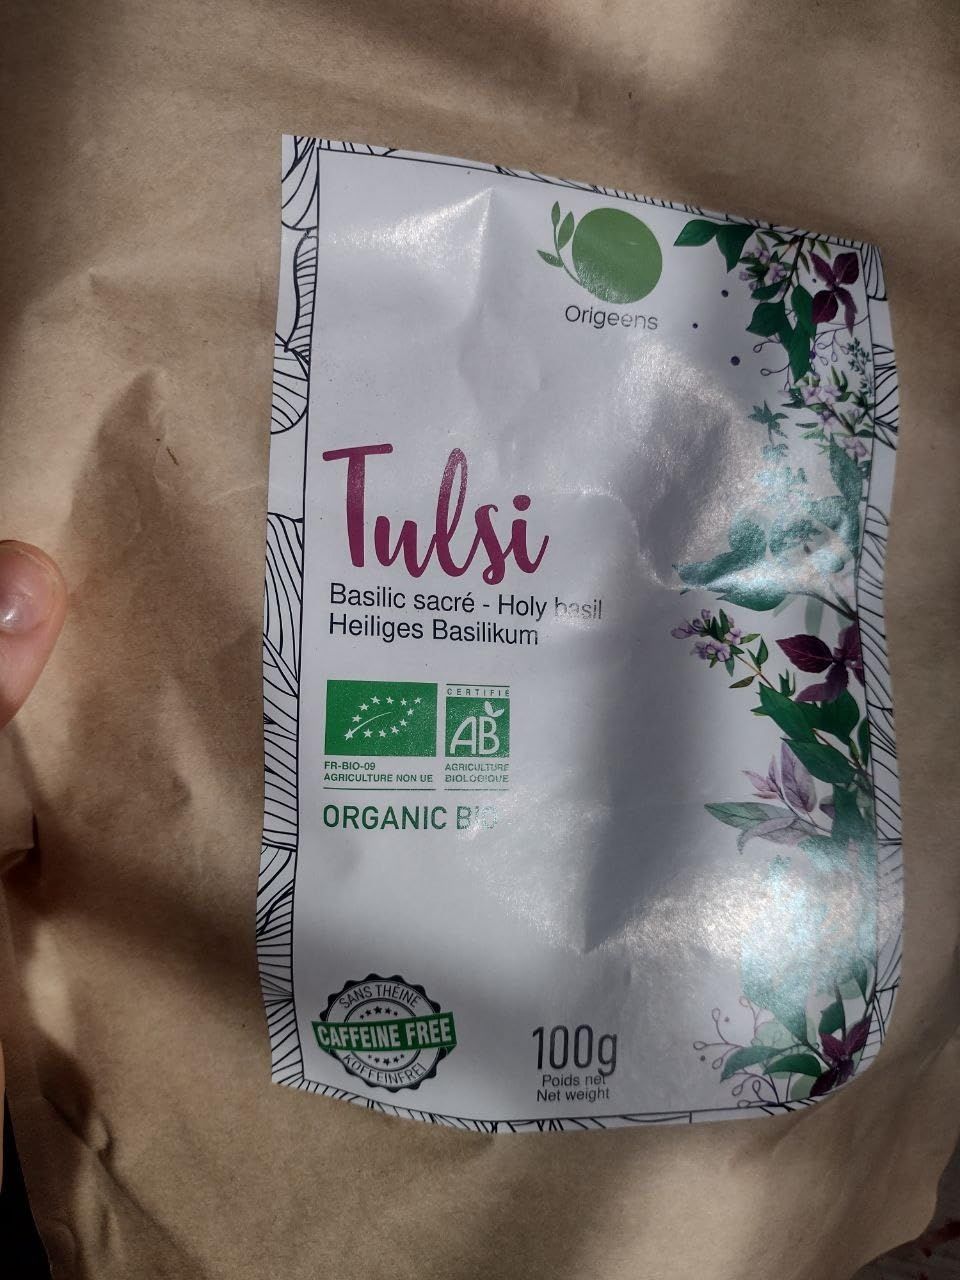 Origeens
Tulsi
Basilic sacré - Holy basil
Heiliges Basilikum
CERTIFIÉ
AB
FR-BIO-09
AGRICULTURE NON UE
AGRICULTURE
BIOLOGIQUE
ORGANIC BIO
SANS THÉINE
CAFFEINE FREE
KOFFEINFREI
100g
Poids net
Net weight